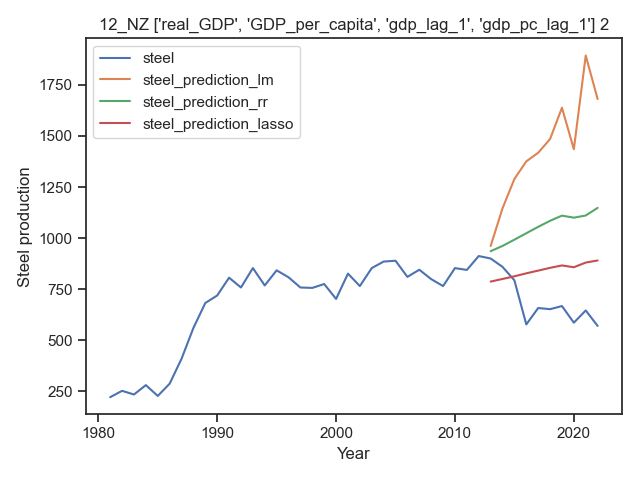 12_NZ ['real_GDP', 'GDP_per_capita', 'gdp_lag_1', 'gdp_pc_lag_1'] 2
steel
steel_prediction_lm
steel_prediction_rr
steel_prediction_lasso
Steel production
1750
1500
1250
1000
750
500
250
1980
1990
2000
2010
2020
Year